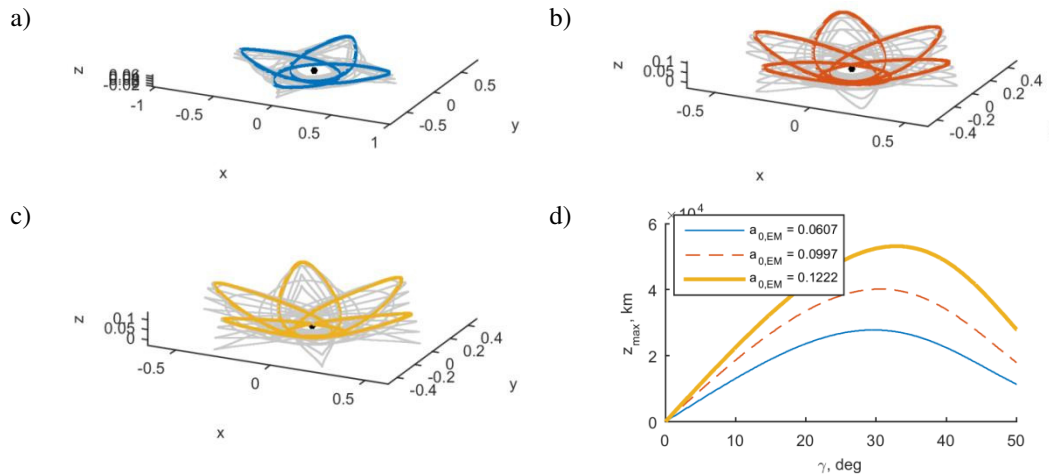 a)
z
0.06
-0.02
-1
-0.5
0
0.5
1
x
-0.5
0
0.5
y
b)
z
0.1
0.05
0
-0.5
0
0.5
x
-0.4
-0.2
0
0.2
0.4
c)
z
0.1
0.05
0
-0.5
0
0.5
x
-0.4
-0.2
0
0.2
0.4
y
d)
6
4
2
0
z_max, km
a_0,EM = 0.0607
a_0,EM = 0.0997
a_0,EM = 0.1222
0 10 20 30 40 50
γ, deg